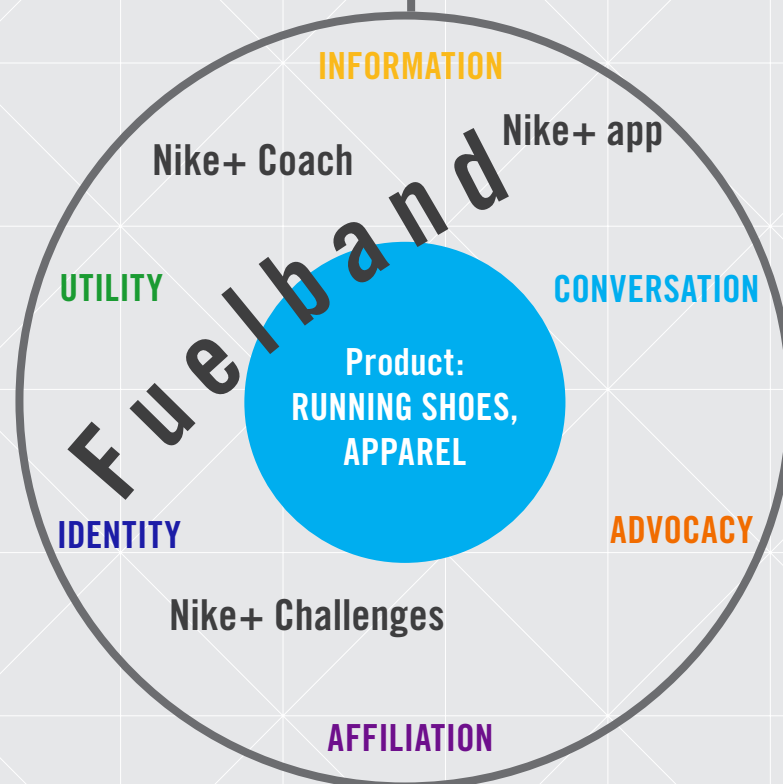 INFORMATION
Nike+ app
Nike+ Coach
Fuelband
UTILITY
CONVERSATION
Product:
RUNNING SHOES,
APPAREL
IDENTITY
ADVOCACY
Nike+ Challenges
AFFILIATION